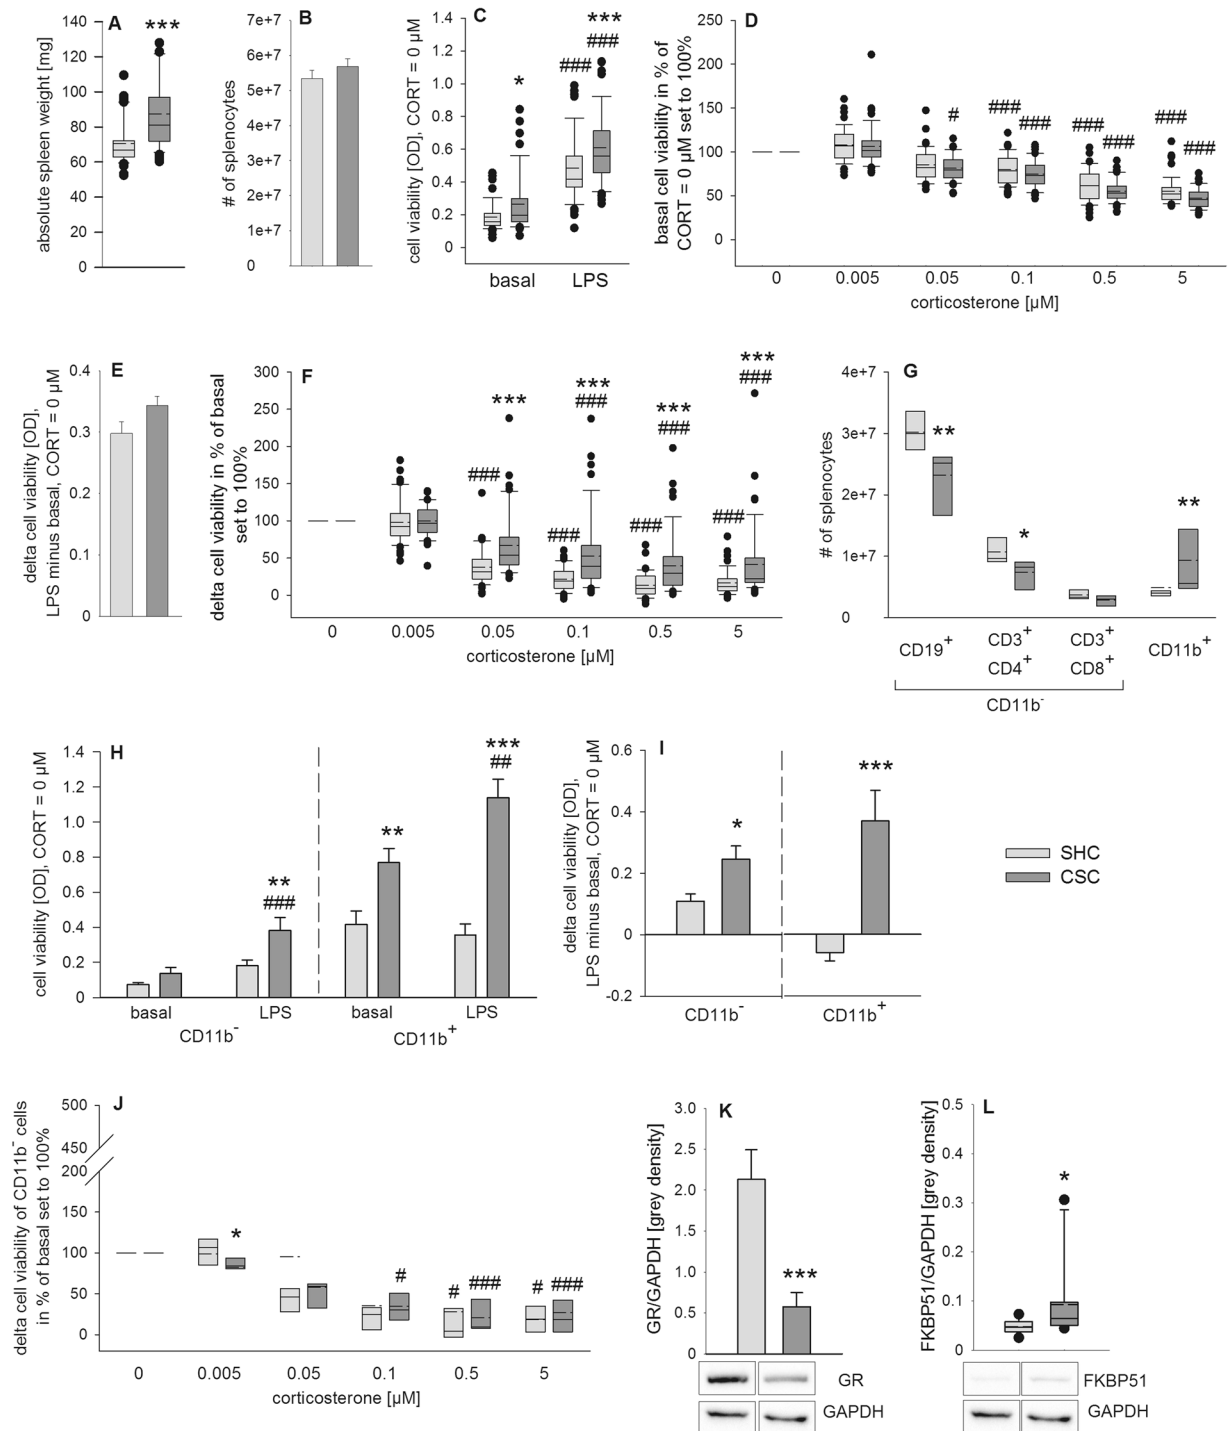 A
absolute spleen weight [mg]
140
120
100
80
60
40
20
0
***
B
# of splenocytes
7e+7
6e+7
5e+7
4e+7
3e+7
2e+7
1e+7
0
C
cell viability [OD], CORT = 0 µM
1.4
1.2
1.0
0.8
0.6
0.4
0.2
0
*
###
***
###
basal
LPS
D
basal cell viability in % of
CORT = 0 µM set to 100%
250
200
150
100
50
0
#
###
###
###
###
###
###
0
0.005
0.05
0.1
0.5
5
corticosterone [µM]
E
delta cell viability [OD],
LPS minus basal, CORT = 0 µM
0.4
0.3
0.2
0.1
0
F
delta cell viability in % of basal
set to 100%
300
250
200
150
100
50
0
###
***
###
***
###
###
***
###
###
***
###
0
0.005
0.05
0.1
0.5
5
corticosterone [µM]
G
# of splenocytes
4e+7
3e+7
2e+7
1e+7
0
**
*
**
CD19+
CD3+
CD4+
CD3+
CD8+
CD11b+
CD11b-
H
cell viability [OD], CORT = 0 µM
1.4
1.2
1.0
0.8
0.6
0.4
0.2
0
**
###
**
***
##
basal
LPS
basal
LPS
CD11b-
CD11b+
I
delta cell viability [OD],
LPS minus basal, CORT = 0 µM
0.6
0.4
0.2
0
-0.2
*
***
CD11b-
CD11b+
SHC
CSC
J
delta cell viability of CD11b- cells
in % of basal set to 100%
500
450
200
150
100
50
0
*
#
#
###
#
###
0
0.005
0.05
0.1
0.5
5
corticosterone [µM]
K
GR/GAPDH [grey density]
3.0
2.5
2.0
1.5
1.0
0.5
0
***
GR
GAPDH
L
FKBP51/GAPDH [grey density]
0.5
0.4
0.3
0.2
0.1
0
*
FKBP51
GAPDH